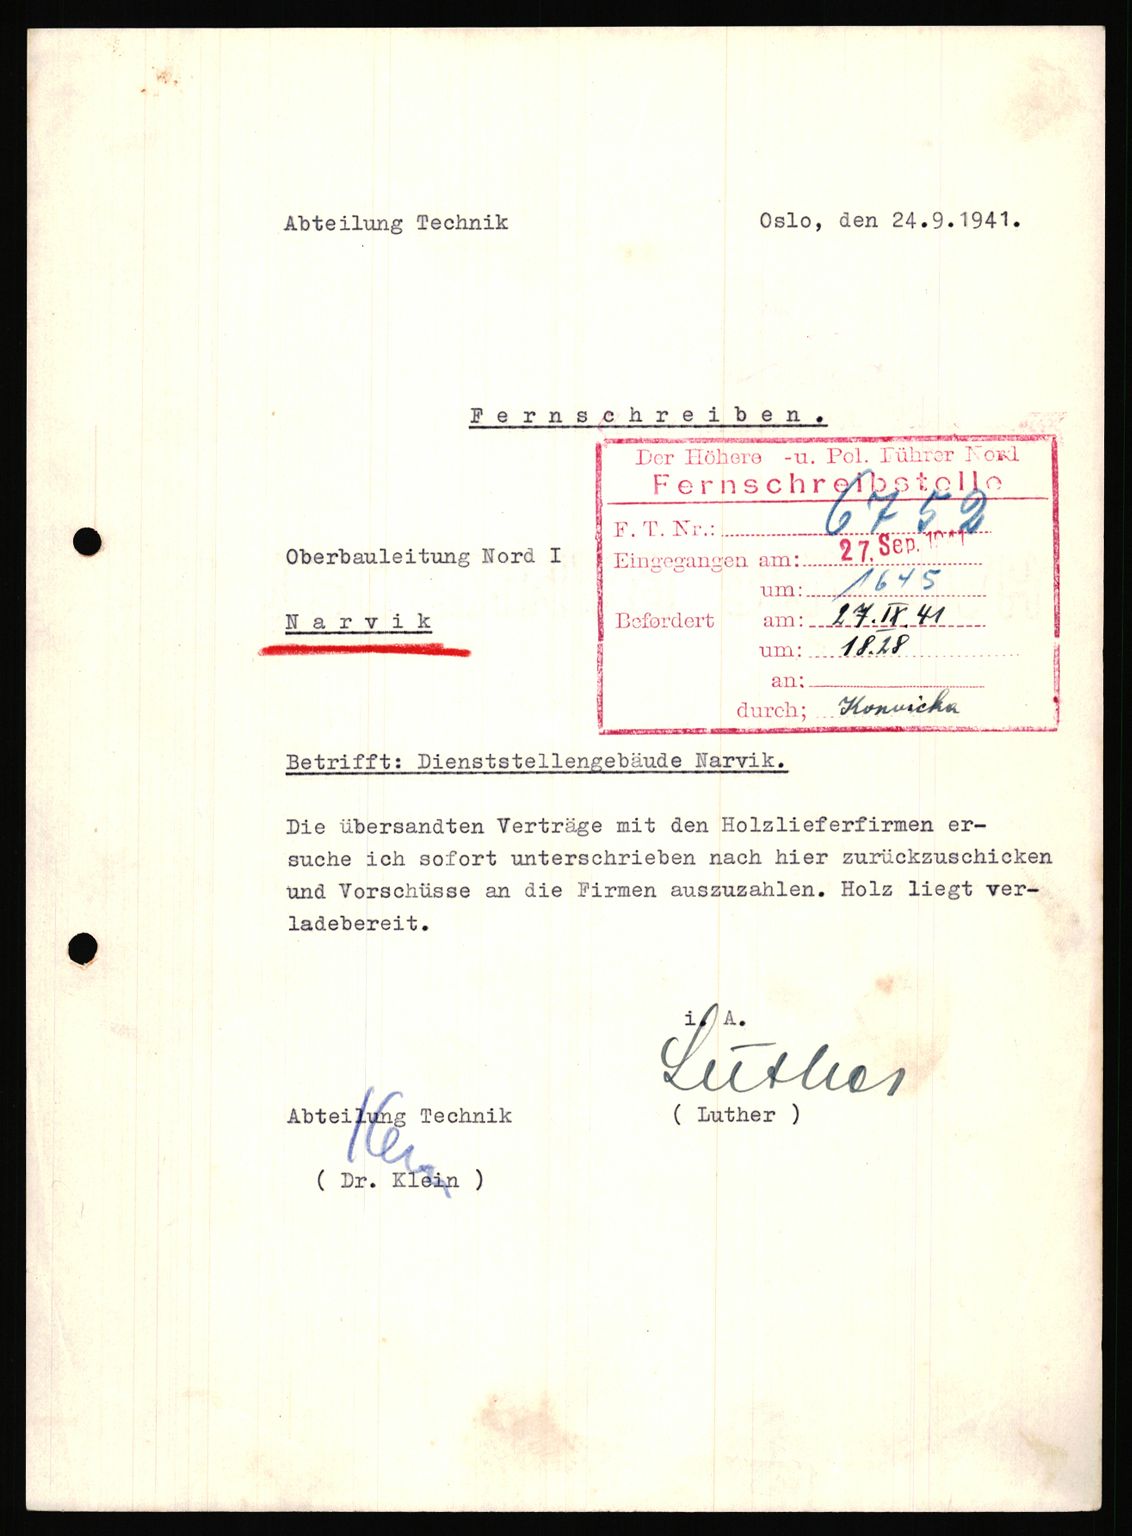 Abteilung Technik Oslo, den 24.9.1941.
Fernschreiben.
Der Höhere -u. Pol. Führer Nord
Fernschreibstelle
F. T. Nr.: 6752
Eingegangen am: 27. Sep. 1941
um: 1645
Befördert am: 27.IX.41
um: 18.28
an:
durch; Konvicka
Oberbauleitung Nord I
Narvik
Betrifft: Dienststellengebäude Narvik.
Die übersandten Verträge mit den Holzlieferfirmen er-
suche ich sofort unterschrieben nach hier zurückzuschicken
und Vorschüsse an die Firmen auszuzahlen. Holz liegt ver-
ladebereit.
i. A.
Luther
( Luther )
Abteilung Technik
Klein
( Dr. Klein )